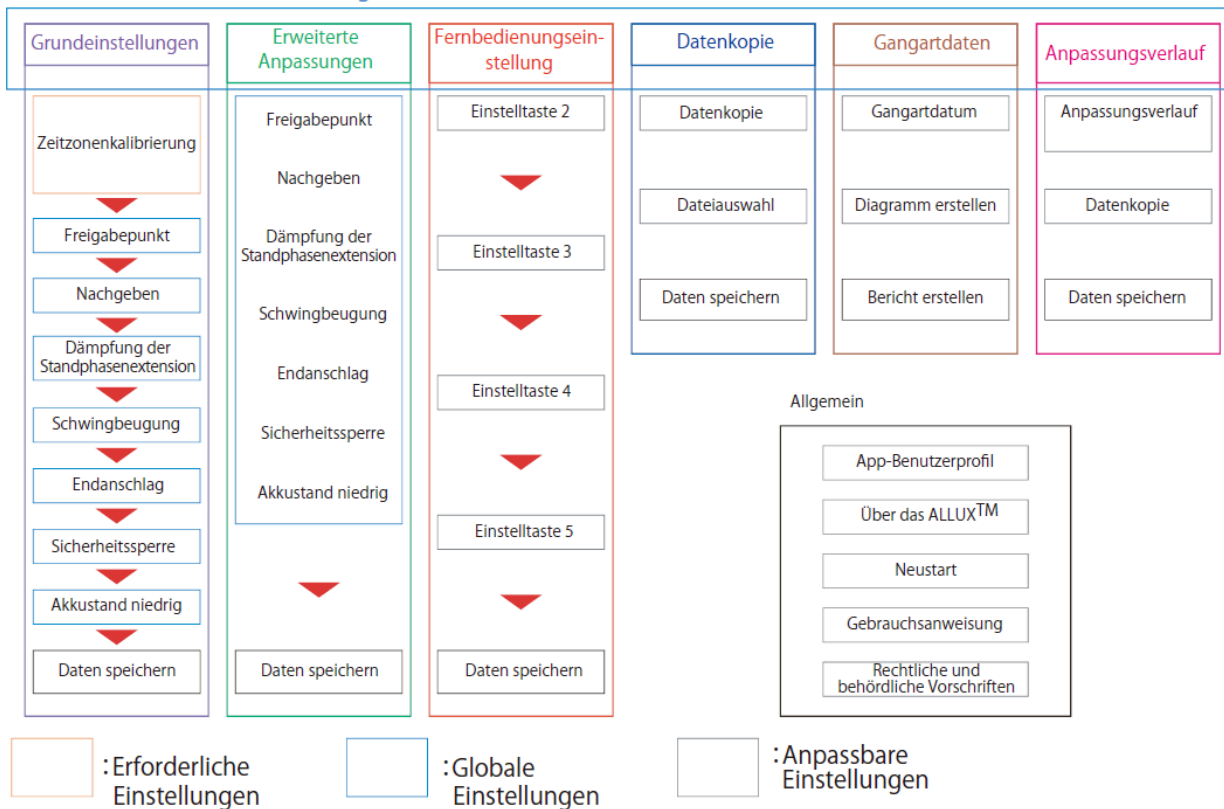 Grundeinstellungen
Erweiterte
Anpassungen
Fernbedienungsein-
stellung
Datenkopie
Gangartdaten
Anpassungsverlauf
Zeitzonenkalibrierung
Freigabepunkt
Nachgeben
Dämpfung der
Standphasenextension
Schwingbeugung
Endanschlag
Sicherheitssperre
Akkustand niedrig
Daten speichern
Freigabepunkt
Nachgeben
Dämpfung der
Standphasenextension
Schwingbeugung
Endanschlag
Sicherheitssperre
Akkustand niedrig
Daten speichern
Einstelltaste 2
Einstelltaste 3
Einstelltaste 4
Einstelltaste 5
Daten speichern
Datenkopie
Dateiauswahl
Daten speichern
Gangartdatum
Diagramm erstellen
Bericht erstellen
Anpassungsverlauf
Datenkopie
Daten speichern
Allgemein
App-Benutzerprofil
Über das ALLUX™
Neustart
Gebrauchsanweisung
Rechtliche und
behördliche Vorschriften
:Erforderliche
Einstellungen
:Globale
Einstellungen
:Anpassbare
Einstellungen